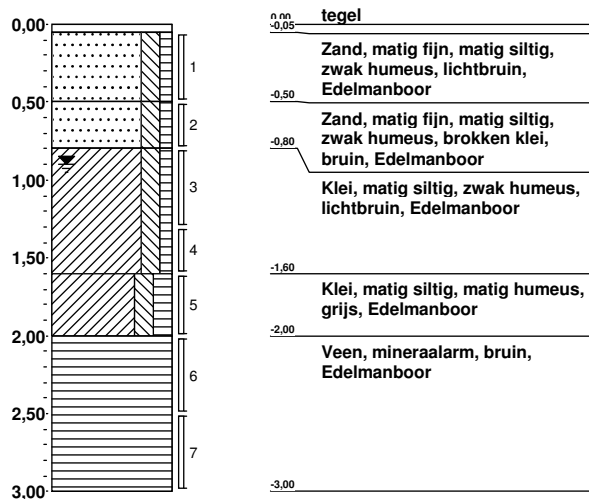 0,00
0,50
1,00
1,50
2,00
2,50
3,00
1
2
3
4
5
6
7
0,00
tegel
-0,05
Zand, matig fijn, matig siltig,
zwak humeus, lichtbruin,
Edelmanboor
-0,50
Zand, matig fijn, matig siltig,
zwak humeus, brokken klei,
bruin, Edelmanboor
-0,80
Klei, matig siltig, zwak humeus,
lichtbruin, Edelmanboor
-1,60
Klei, matig siltig, matig humeus,
grijs, Edelmanboor
-2,00
Veen, mineraalarm, bruin,
Edelmanboor
-3,00